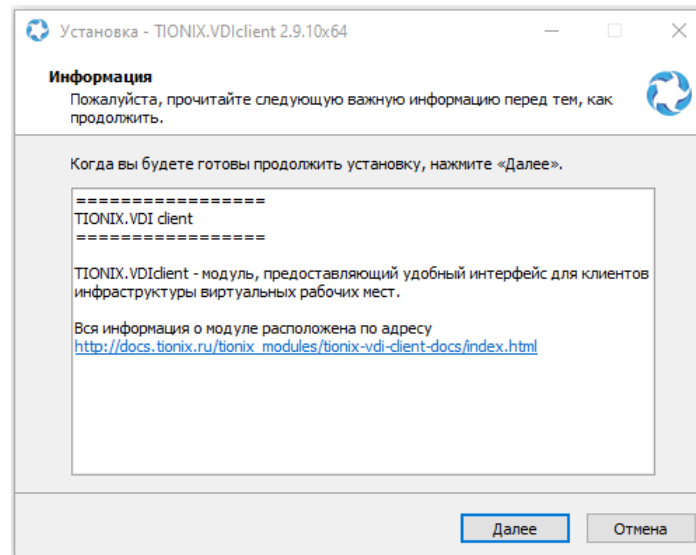 Установка - TIONIX.VDIclient 2.9.10x64
Информация
Пожалуйста, прочитайте следующую важную информацию перед тем, как
продолжить.
Когда вы будете готовы продолжить установку, нажмите «Далее».
=================
TIONIX.VDI client
=================
TIONIX.VDIclient - модуль, предоставляющий удобный интерфейс для клиентов
инфраструктуры виртуальных рабочих мест.
Вся информация о модуле расположена по адресу
http://docs.tionix.ru/tionix_modules/tionix-vdi-client-docs/index.html
Далее
Отмена